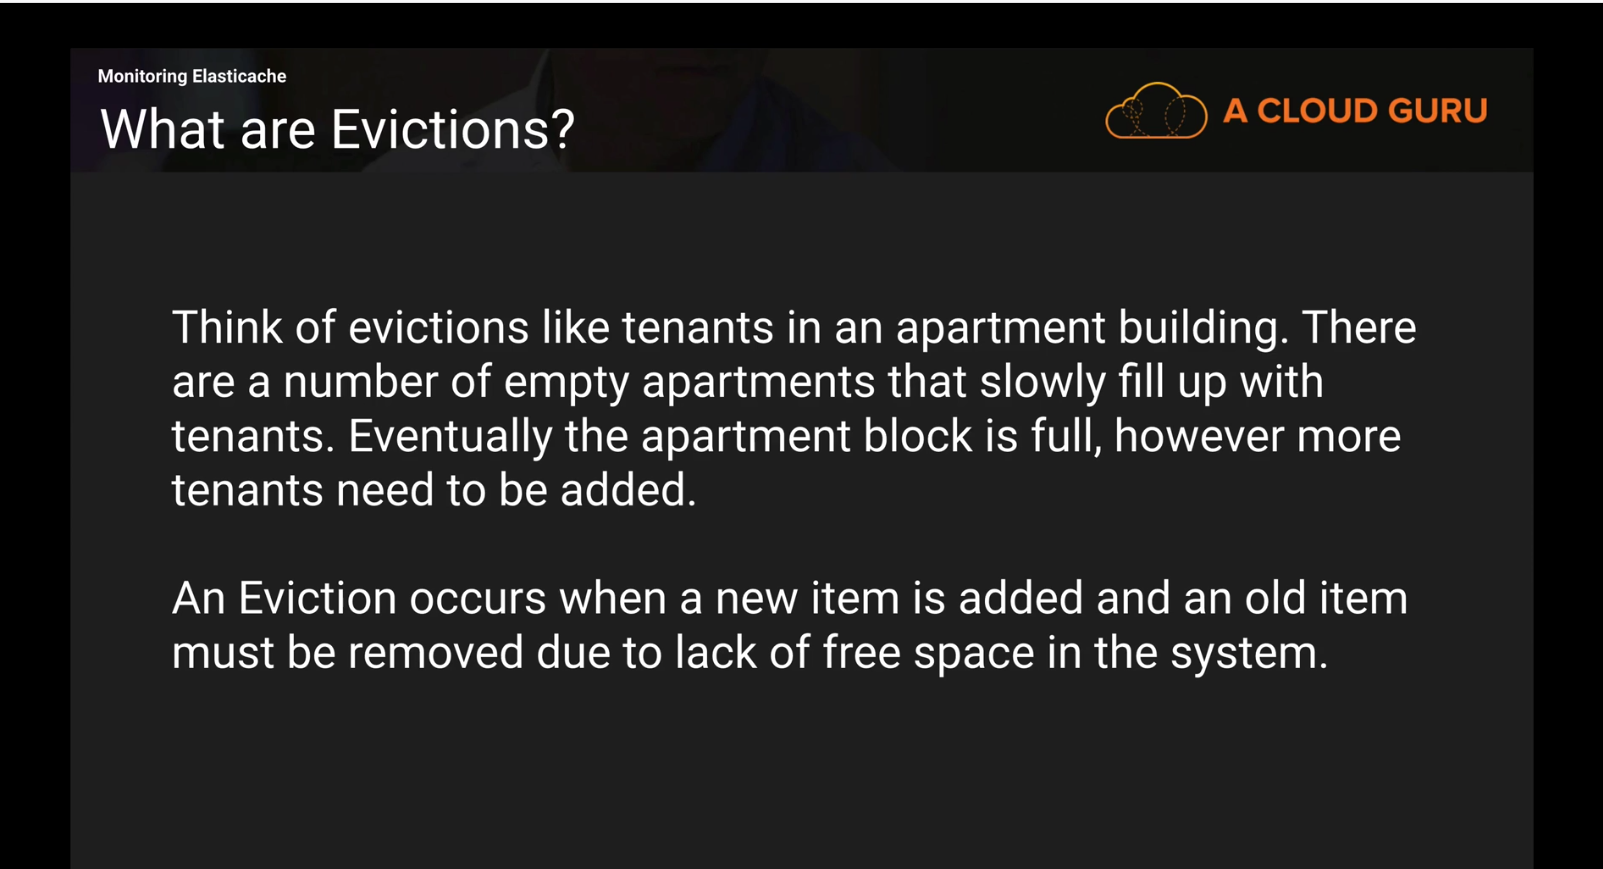 Monitoring Elasticache
What are Evictions?
A CLOUD GURU
Think of evictions like tenants in an apartment building. There
are a number of empty apartments that slowly fill up with
tenants. Eventually the apartment block is full, however more
tenants need to be added.
An Eviction occurs when a new item is added and an old item
must be removed due to lack of free space in the system.